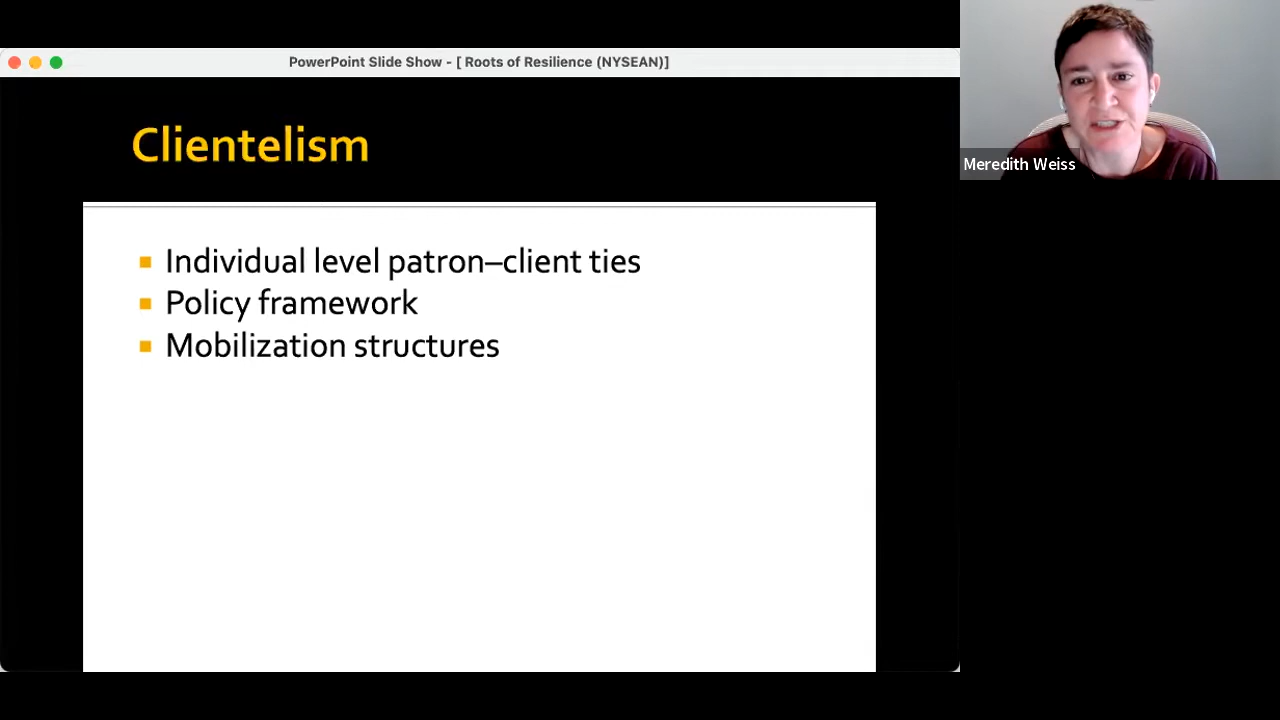 PowerPoint Slide Show - [ Roots of Resilience (NYSEAN)]
Clientelism
Individual level patron–client ties
Policy framework
Mobilization structures
Meredith Weiss